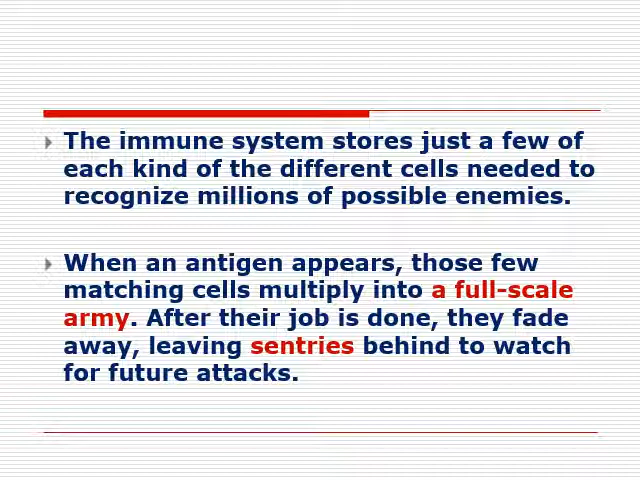 The immune system stores just a few of
each kind of the different cells needed to
recognize millions of possible enemies.
When an antigen appears, those few
matching cells multiply into a full-scale
army. After their job is done, they fade
away, leaving sentries behind to watch
for future attacks.